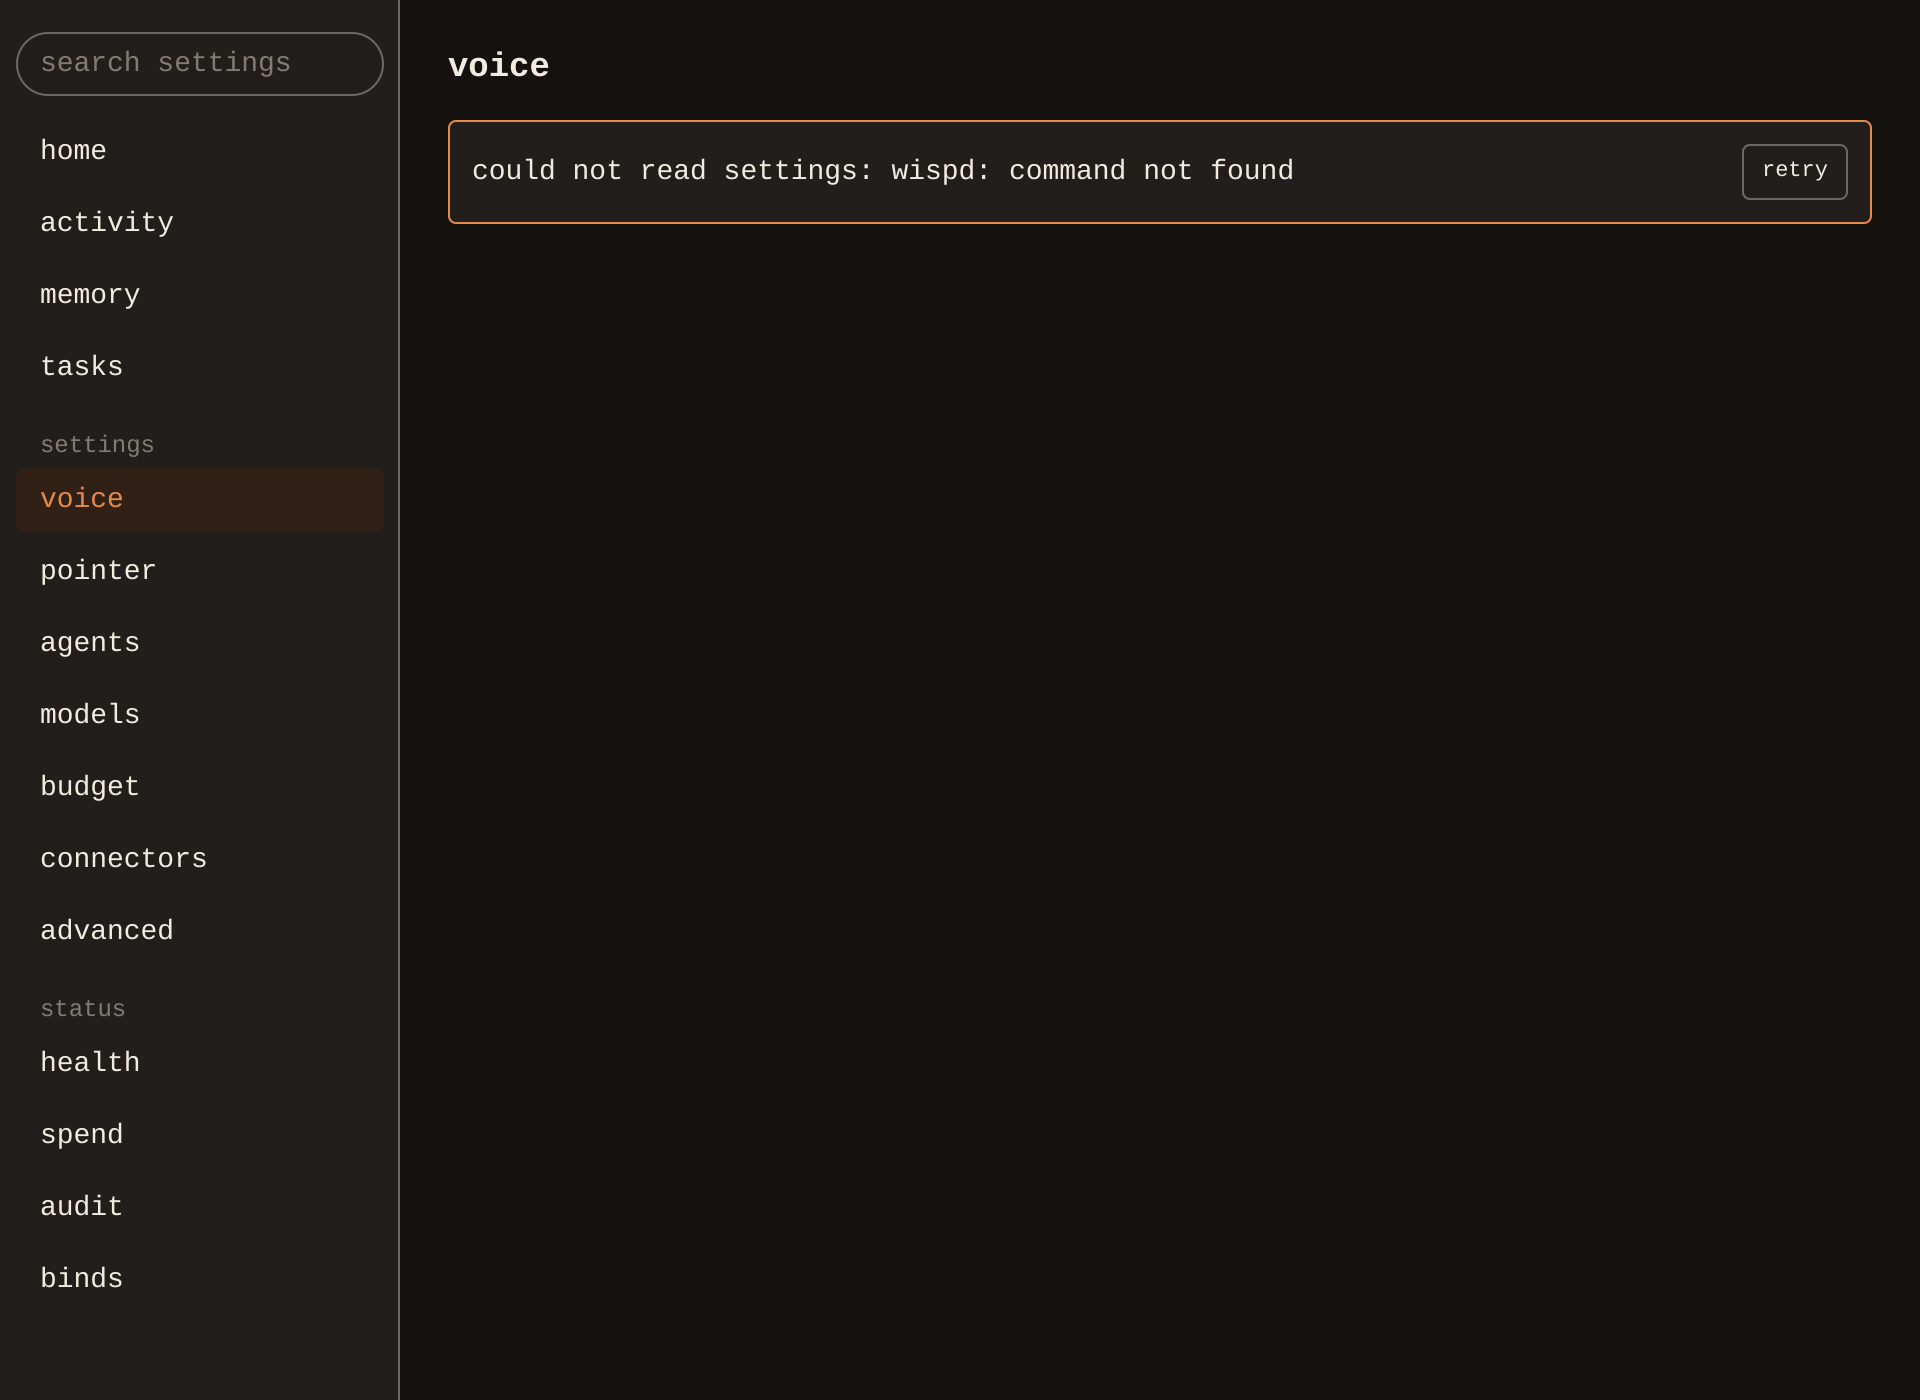 search settings
home
activity
memory
tasks
settings
voice
pointer
agents
models
budget
connectors
advanced
status
health
spend
audit
binds
voice
could not read settings: wispd: command not found
retry